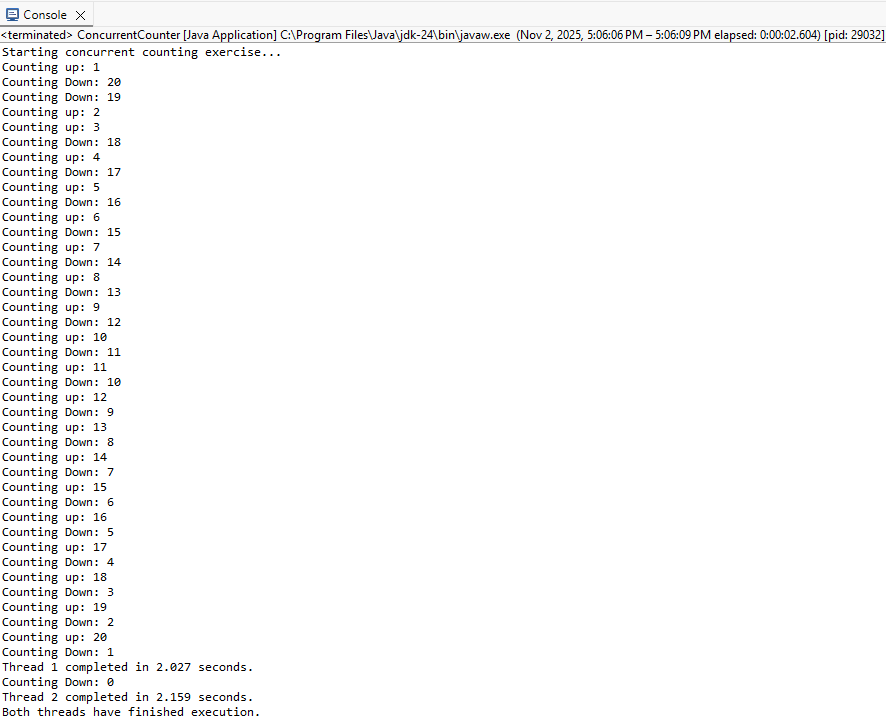 Console
<terminated> ConcurrentCounter [Java Application] C:\Program Files\Java\jdk-24\bin\javaw.exe (Nov 2, 2025, 5:06:06 PM – 5:06:09 PM elapsed: 0:00:02.604) [pid: 29032]
Starting concurrent counting exercise...
Counting up: 1
Counting Down: 20
Counting Down: 19
Counting up: 2
Counting up: 3
Counting Down: 18
Counting up: 4
Counting Down: 17
Counting up: 5
Counting Down: 16
Counting up: 6
Counting Down: 15
Counting up: 7
Counting Down: 14
Counting up: 8
Counting Down: 13
Counting up: 9
Counting Down: 12
Counting up: 10
Counting Down: 11
Counting up: 11
Counting Down: 10
Counting up: 12
Counting Down: 9
Counting up: 13
Counting Down: 8
Counting up: 14
Counting Down: 7
Counting up: 15
Counting Down: 6
Counting up: 16
Counting Down: 5
Counting up: 17
Counting Down: 4
Counting up: 18
Counting Down: 3
Counting up: 19
Counting Down: 2
Counting up: 20
Counting Down: 1
Thread 1 completed in 2.027 seconds.
Counting Down: 0
Thread 2 completed in 2.159 seconds.
Both threads have finished execution.